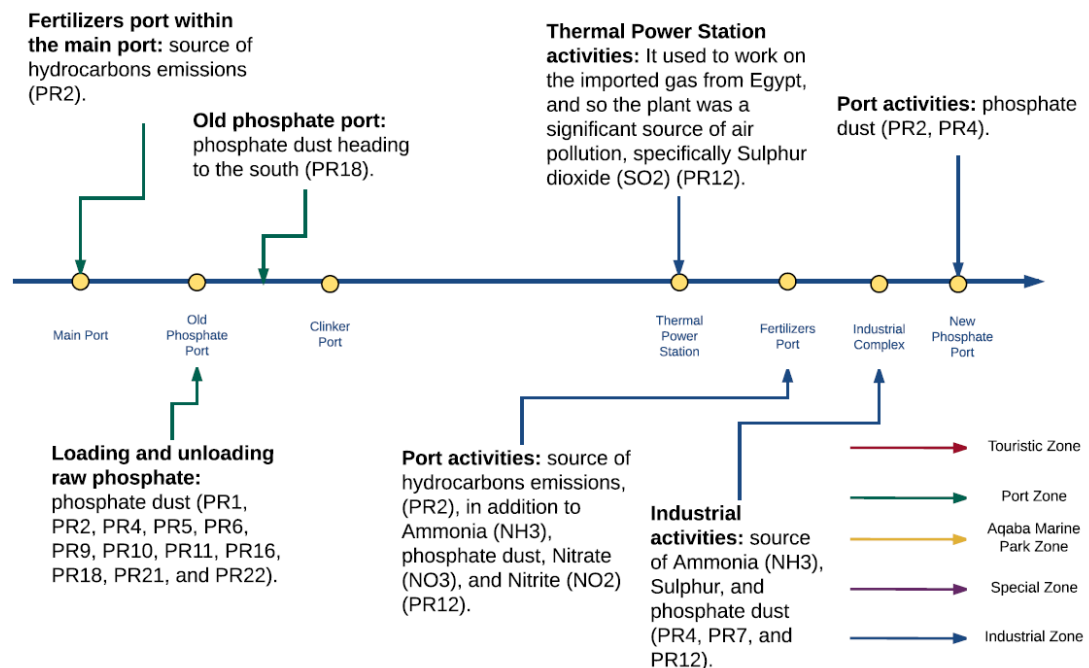 Fertilizers port within
the main port: source of
hydrocarbons emissions
(PR2).
Old phosphate port:
phosphate dust heading
to the south (PR18).
Thermal Power Station
activities: It used to work on
the imported gas from Egypt,
and so the plant was a
significant source of air
pollution, specifically Sulphur
dioxide (SO2) (PR12).
Port activities: phosphate
dust (PR2, PR4).
Main Port
Old
Phosphate
Port
Clinker
Port
Thermal
Power
Station
Fertilizers
Port
Industrial
Complex
New
Phosphate
Port
Loading and unloading
raw phosphate:
phosphate dust (PR1,
PR2, PR4, PR5, PR6,
PR9, PR10, PR11, PR16,
PR18, PR21, and PR22).
Port activities: source of
hydrocarbons emissions,
(PR2), in addition to
Ammonia (NH3),
phosphate dust, Nitrate
(NO3), and Nitrite (NO2)
(PR12).
Industrial
activities: source
of Ammonia (NH3),
Sulphur, and
phosphate dust
(PR4, PR7, and
PR12).
Touristic Zone
Port Zone
Aqaba Marine
Park Zone
Special Zone
Industrial Zone